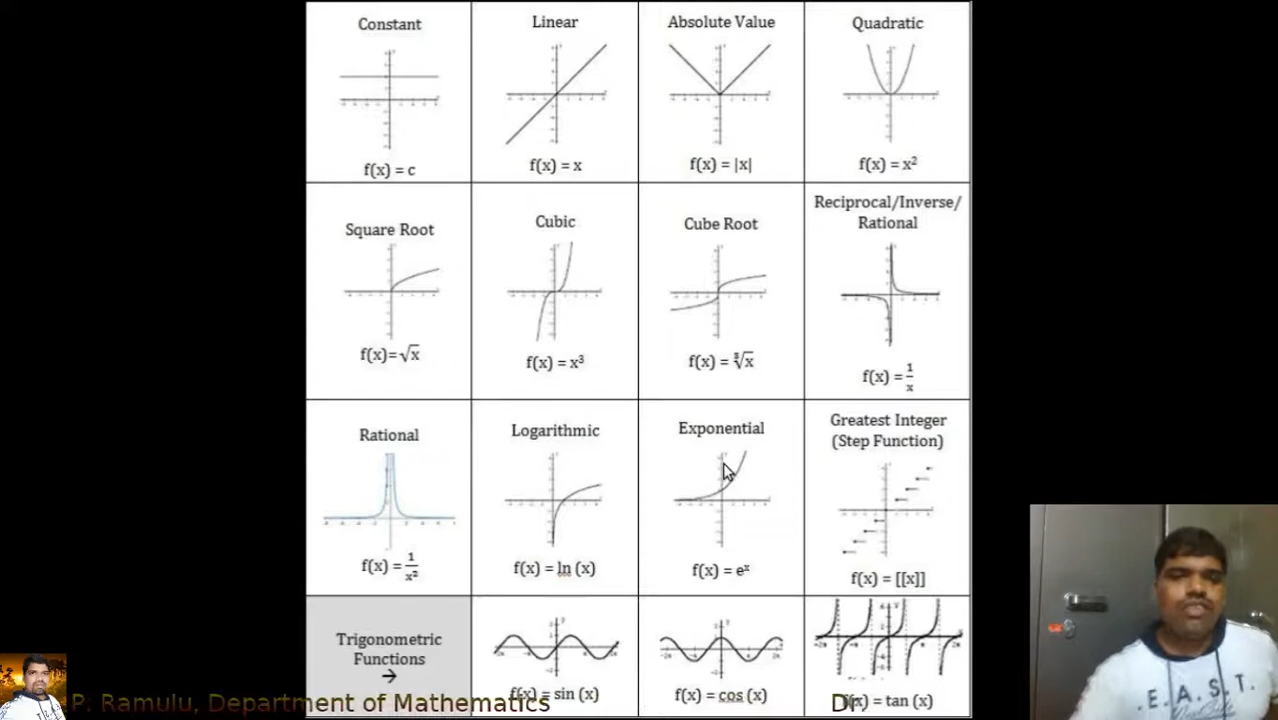 Constant
Linear
Absolute Value
Quadratic
f(x) = c
f(x) = x
f(x) = |x|
f(x) = x²
Square Root
Cubic
Cube Root
Reciprocal/Inverse/
Rational
f(x)= √x
f(x) = x³
f(x) = ∛x
f(x) = 1/x
Rational
Logarithmic
Exponential
Greatest Integer
(Step Function)
f(x) = 1/x²
f(x) = ln (x)
f(x) = eˣ
f(x) = [[x]]
Trigonometric
Functions
→
f(x) = sin (x)
f(x) = cos (x)
f(x) = tan (x)
P. Ramulu, Department of Mathematics
Dr.
.E.A.S.T.